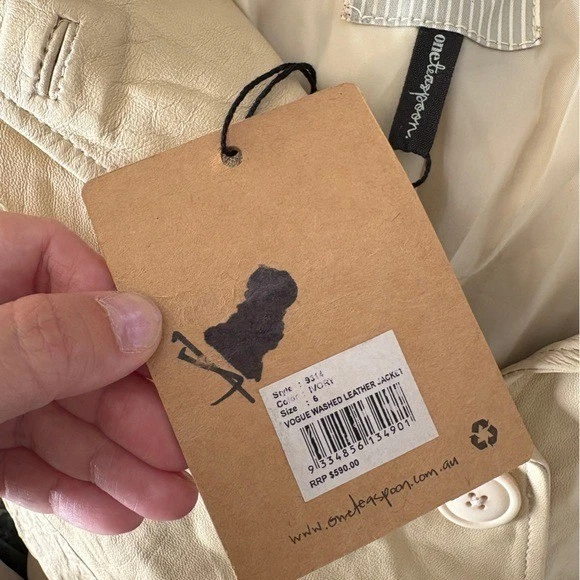 oneteaspoon.
Style : 9314
Color : IVORY
Size : 6
VOGUE WASHED LEATHER JACKET
9 334856 134901
RRP $590.00
www.oneteaspoon.com.au